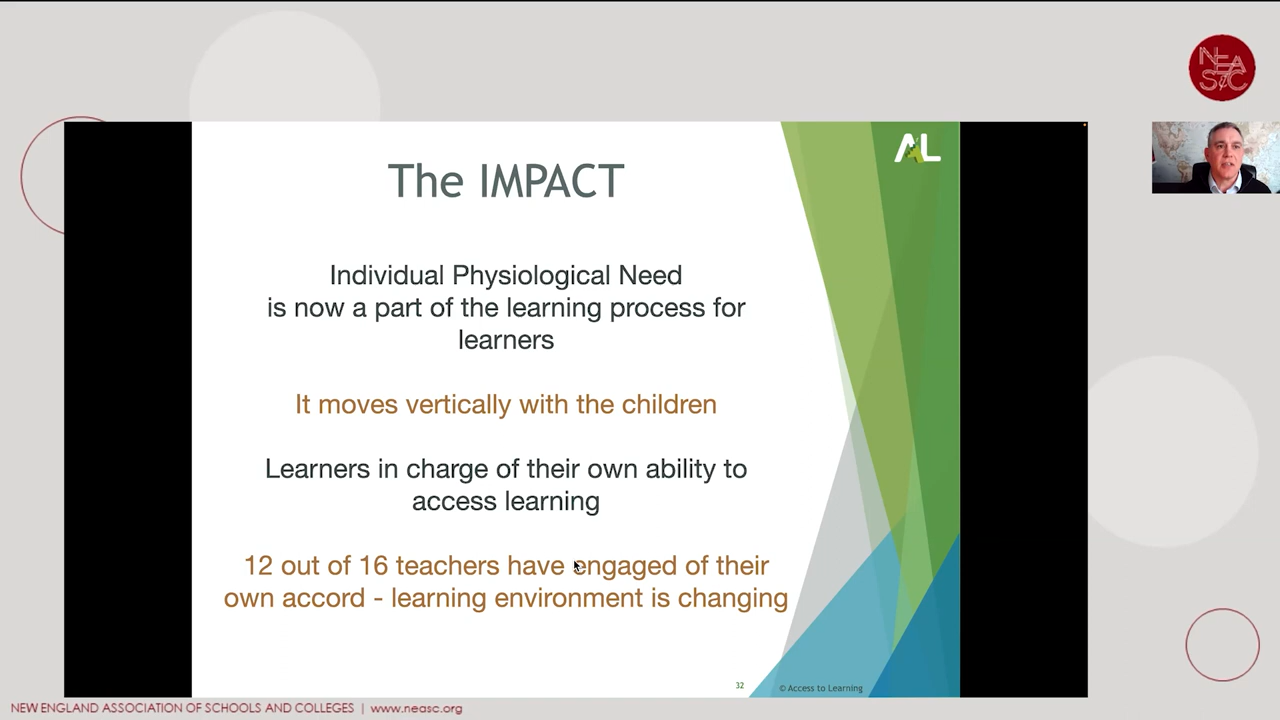 NEA
S&C
AL
The IMPACT
Individual Physiological Need
is now a part of the learning process for
learners
It moves vertically with the children
Learners in charge of their own ability to
access learning
12 out of 16 teachers have engaged of their
own accord - learning environment is changing
32
© Access to Learning
NEW ENGLAND ASSOCIATION OF SCHOOLS AND COLLEGES | www.neasc.org